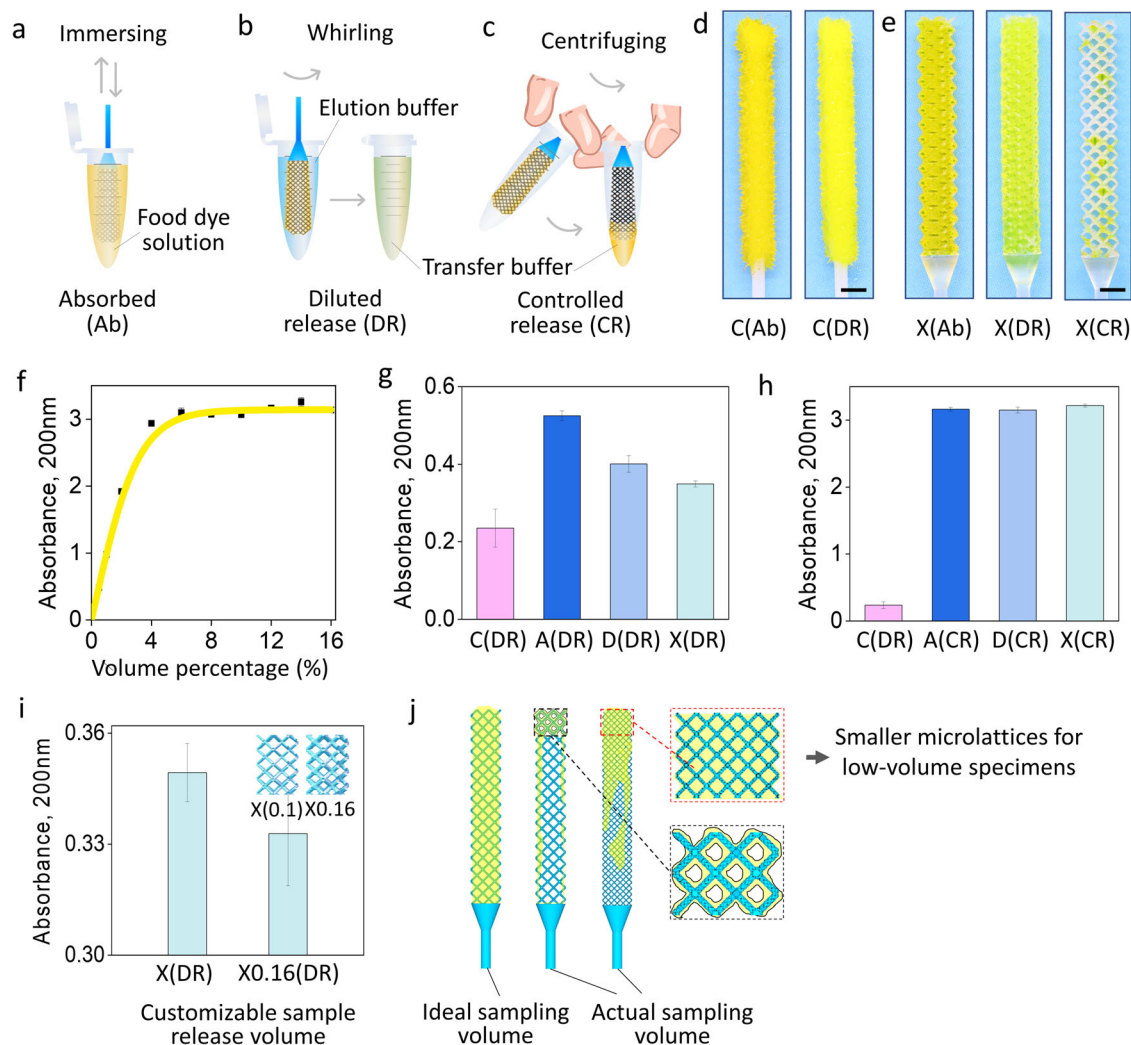 a
Immersing
Food dye
solution
Absorbed
(Ab)
b
Whirling
Elution buffer
Diluted
release (DR)
c
Centrifuging
Transfer buffer
Controlled
release (CR)
d
C(Ab)
C(DR)
e
X(Ab)
X(DR)
X(CR)
f
Absorbance, 200nm
3
2
1
0
0
4
8
12
16
Volume percentage (%)
g
Absorbance, 200nm
0.6
0.4
0.2
0.0
C(DR)
A(DR)
D(DR)
X(DR)
h
Absorbance, 200nm
3
2
1
0
C(DR)
A(CR)
D(CR)
X(CR)
i
Absorbance, 200nm
0.36
0.33
0.30
X(0.1)
X0.16
X(DR)
X0.16(DR)
Customizable sample
release volume
j
Ideal sampling
volume
Actual sampling
volume
Smaller microlattices for
low-volume specimens